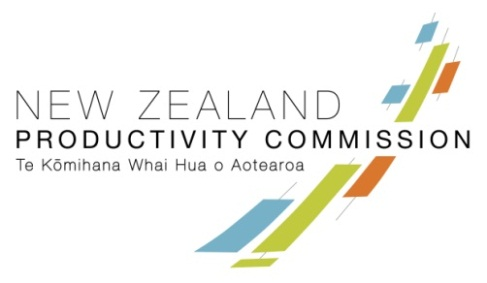 NEW ZEALAND
PRODUCTIVITY COMMISSION
Te Kōmihana Whai Hua o Aotearoa